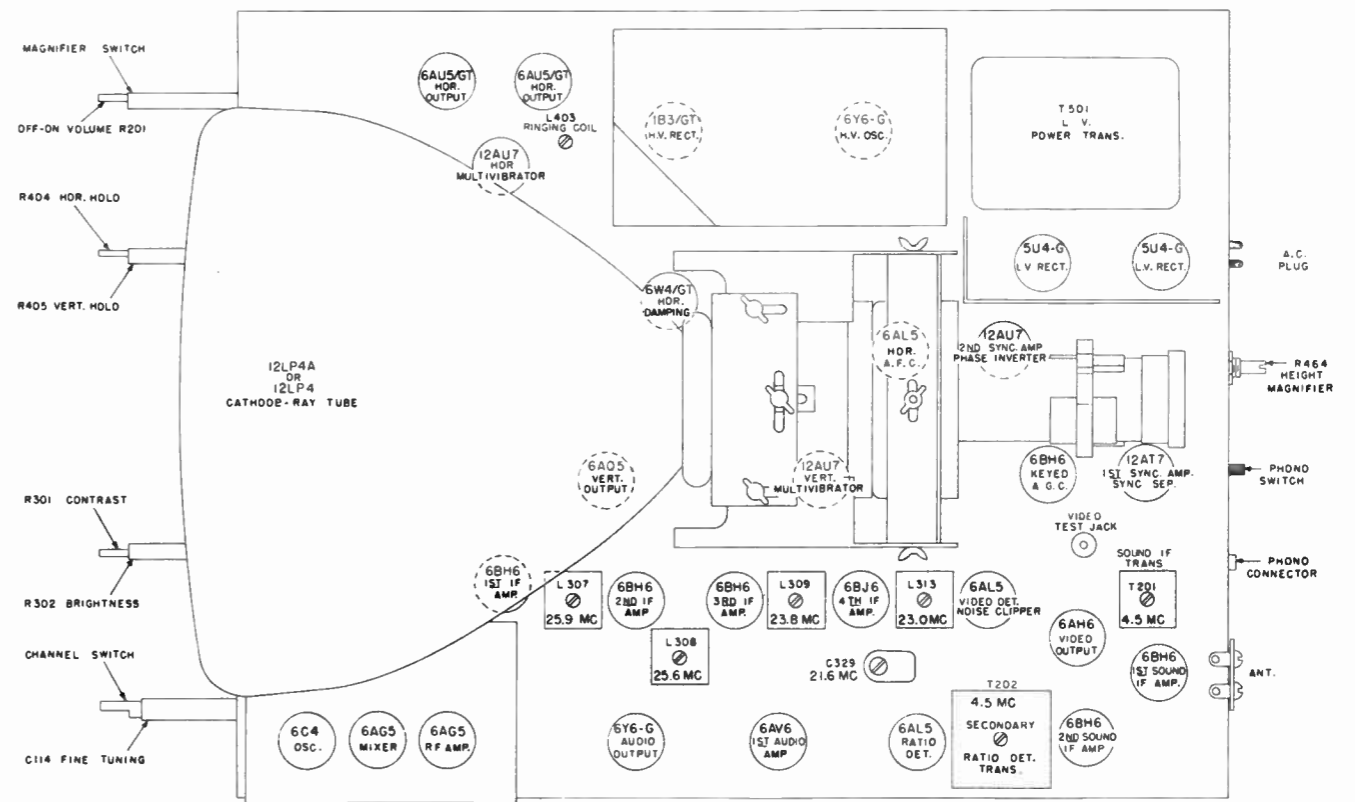 MAGNIFIER SWITCH
OFF-ON VOLUME R201
R404 HOR. HOLD
R405 VERT. HOLD
R301 CONTRAST
R302 BRIGHTNESS
CHANNEL SWITCH
C114 FINE TUNING
6AU5/GT
HOR.
OUTPUT
6AU5/GT
HOR.
OUTPUT
L403
RINGING COIL
12AU7
HOR
MULTIVIBRATOR
1B3/GT
H.V. RECT.
6Y6-G
H.V. OSC.
T501
L V.
POWER TRANS.
5U4-G
LV RECT.
5U4-G
L.V. RECT.
A.C.
PLUG
6W4/GT
HOR.
DAMPING
6AL5
HOR.
A.F.C.
12AU7
2ND SYNC. AMP
PHASE INVERTER
R464
HEIGHT
MAGNIFIER
12LP4A
OR
12LP4
CATHODE-RAY TUBE
6AQ5
VERT.
OUTPUT
12AU7
VERT.
MULTIVIBRATOR
6BH6
KEYED
A G.C.
12AT7
1ST SYNC. AMP.
SYNC SEP.
PHONO
SWITCH
VIDEO
TEST JACK
SOUND IF
TRANS
T201
4.5 MC
PHONO
CONNECTOR
6BH6
1ST IF
AMP.
L307
25.9 MC
6BH6
2ND IF
AMP
6BH6
3RD IF
AMP.
L309
23.8 MC
6BJ6
4TH IF
AMP.
L313
23.0MC
6AL5
VIDEO DET.
NOISE CLIPPER
6AH6
VIDEO
OUTPUT
L308
25.6 MC
C329
21.6 MC
6BH6
1ST SOUND
IF AMP.
ANT.
6C4
OSC.
6AG5
MIXER
6AG5
RF AMP.
6Y6-G
AUDIO
OUTPUT
6AV6
1ST AUDIO
AMP
6AL5
RATIO
DET.
T202
4.5 MC
SECONDARY
RATIO DET.
TRANS.
6BH6
2ND SOUND
IF AMP